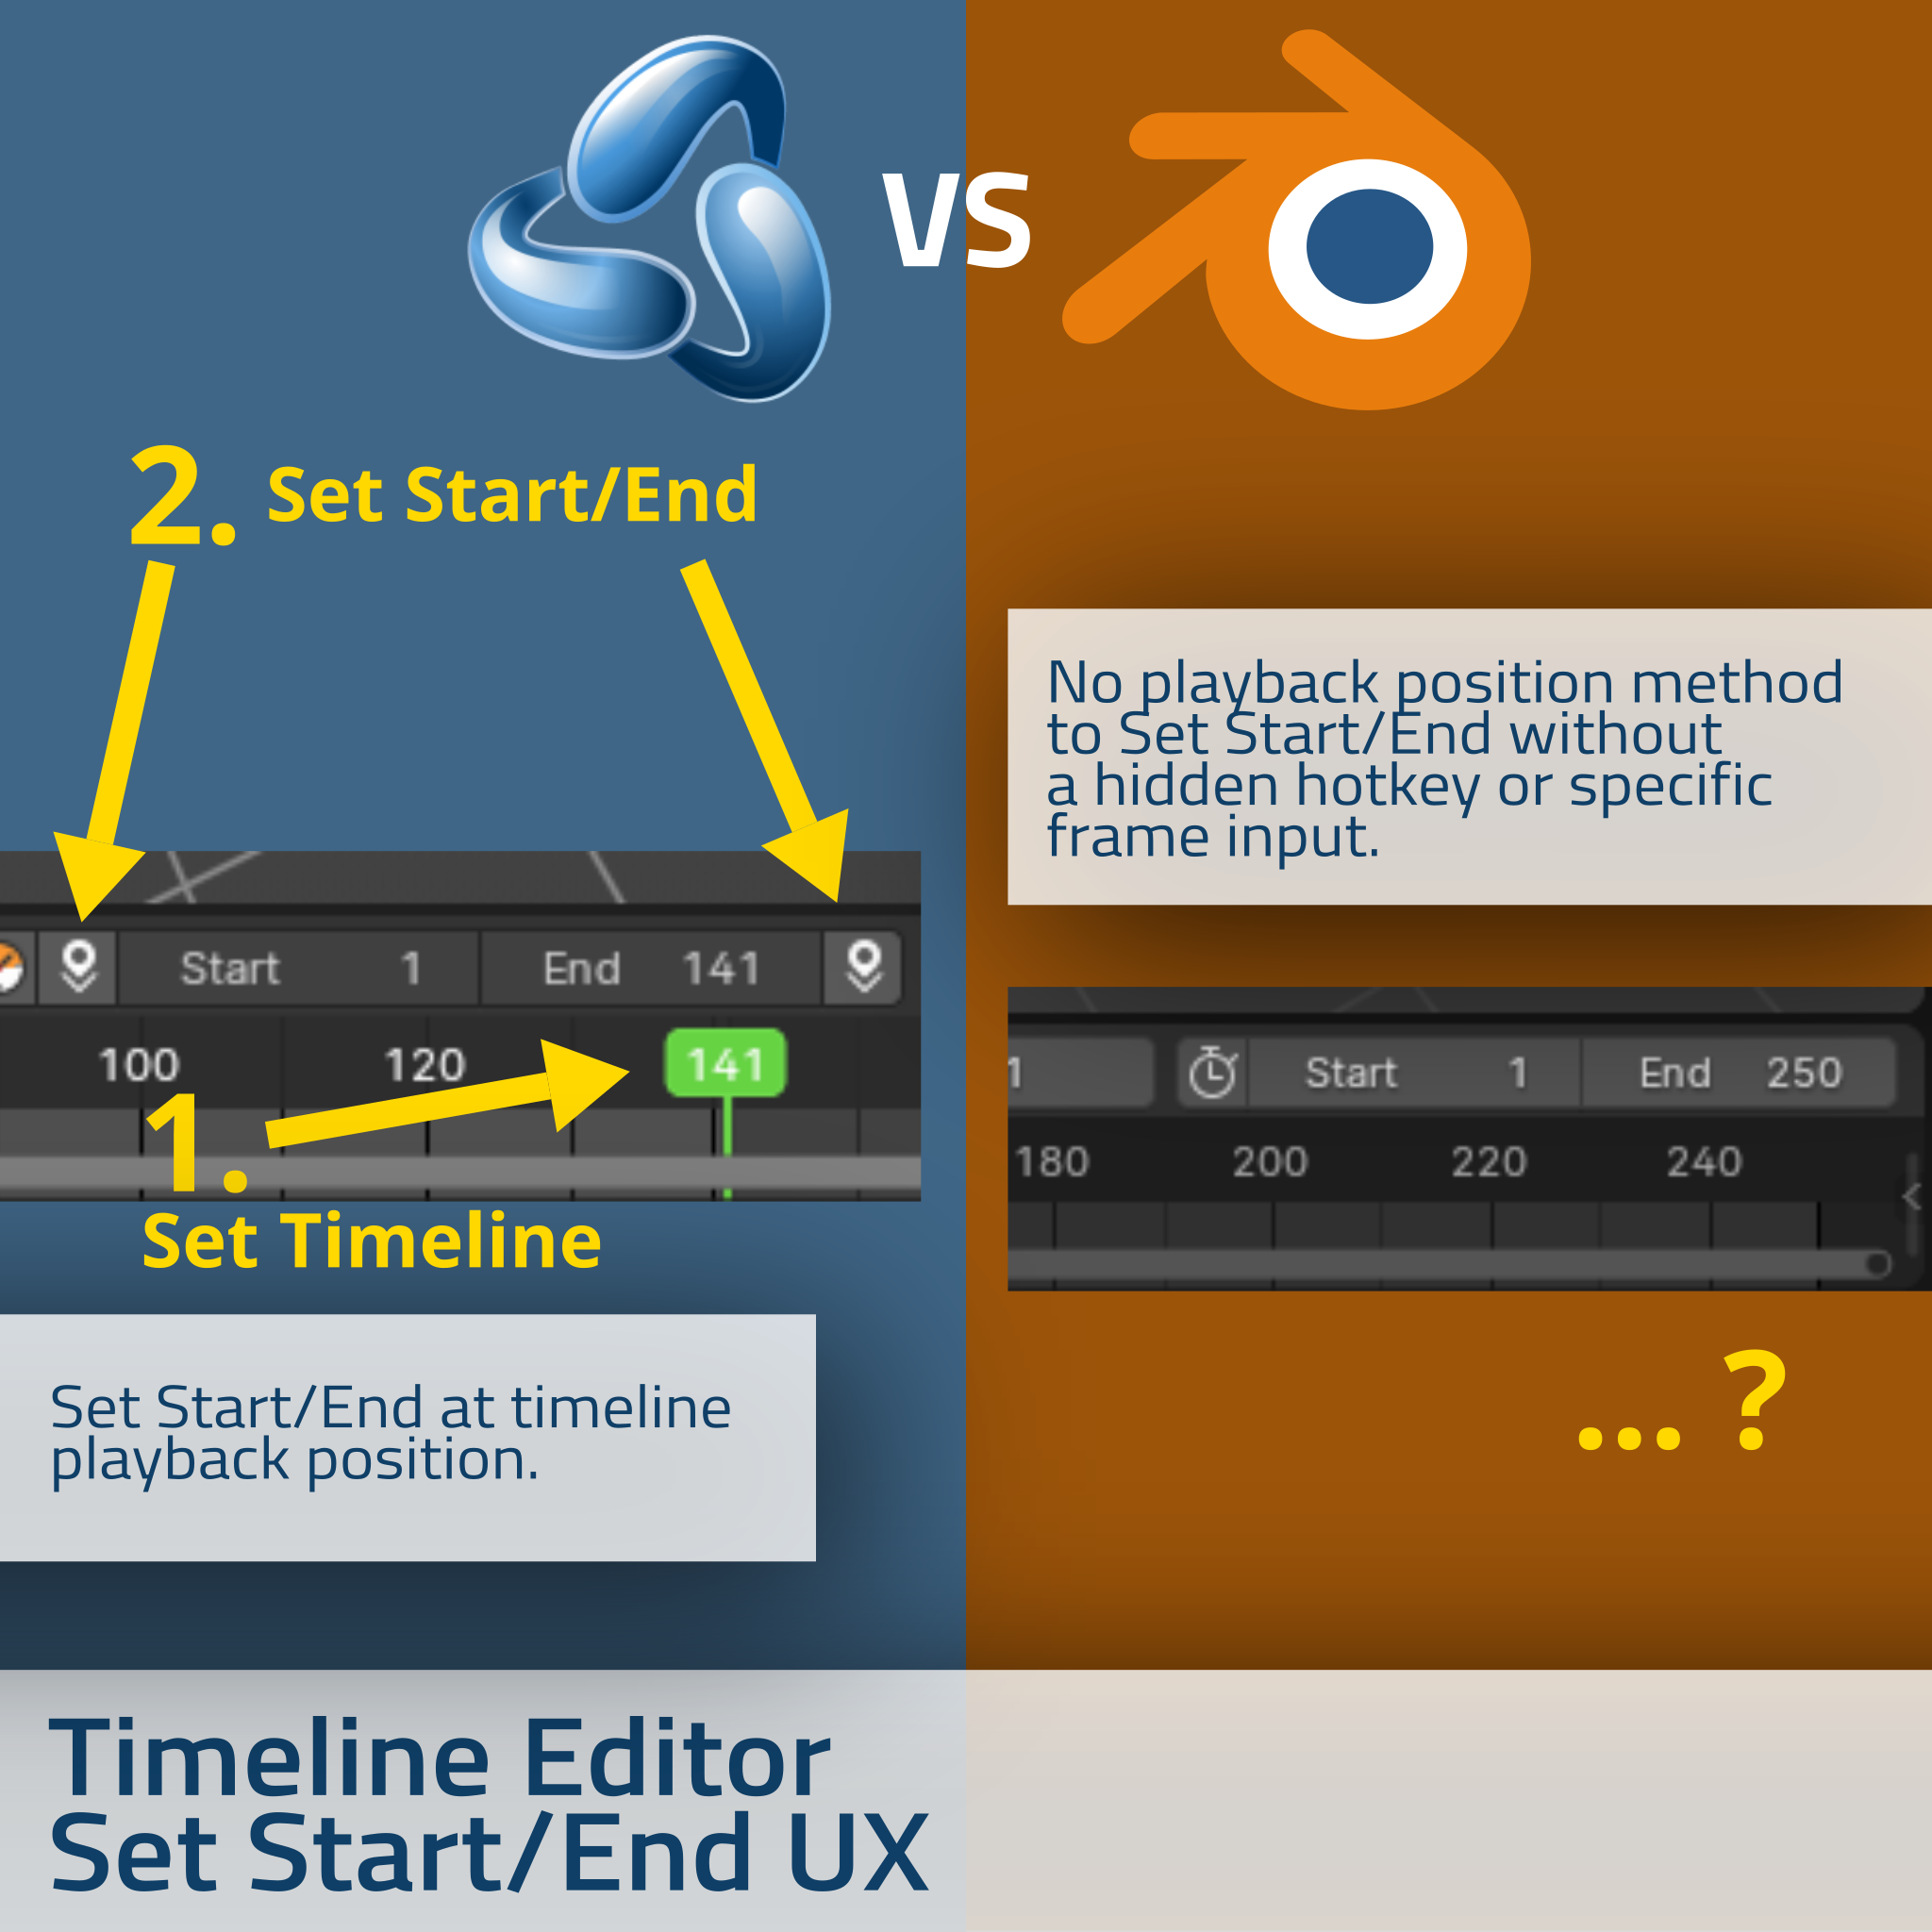 VS
2. Set Start/End
Start 1 End 141
100 120 141
1.
Set Timeline
Set Start/End at timeline
playback position.
No playback position method
to Set Start/End without
a hidden hotkey or specific
frame input.
1 Start 1 End 250
180 200 220 240
... ?
Timeline Editor
Set Start/End UX